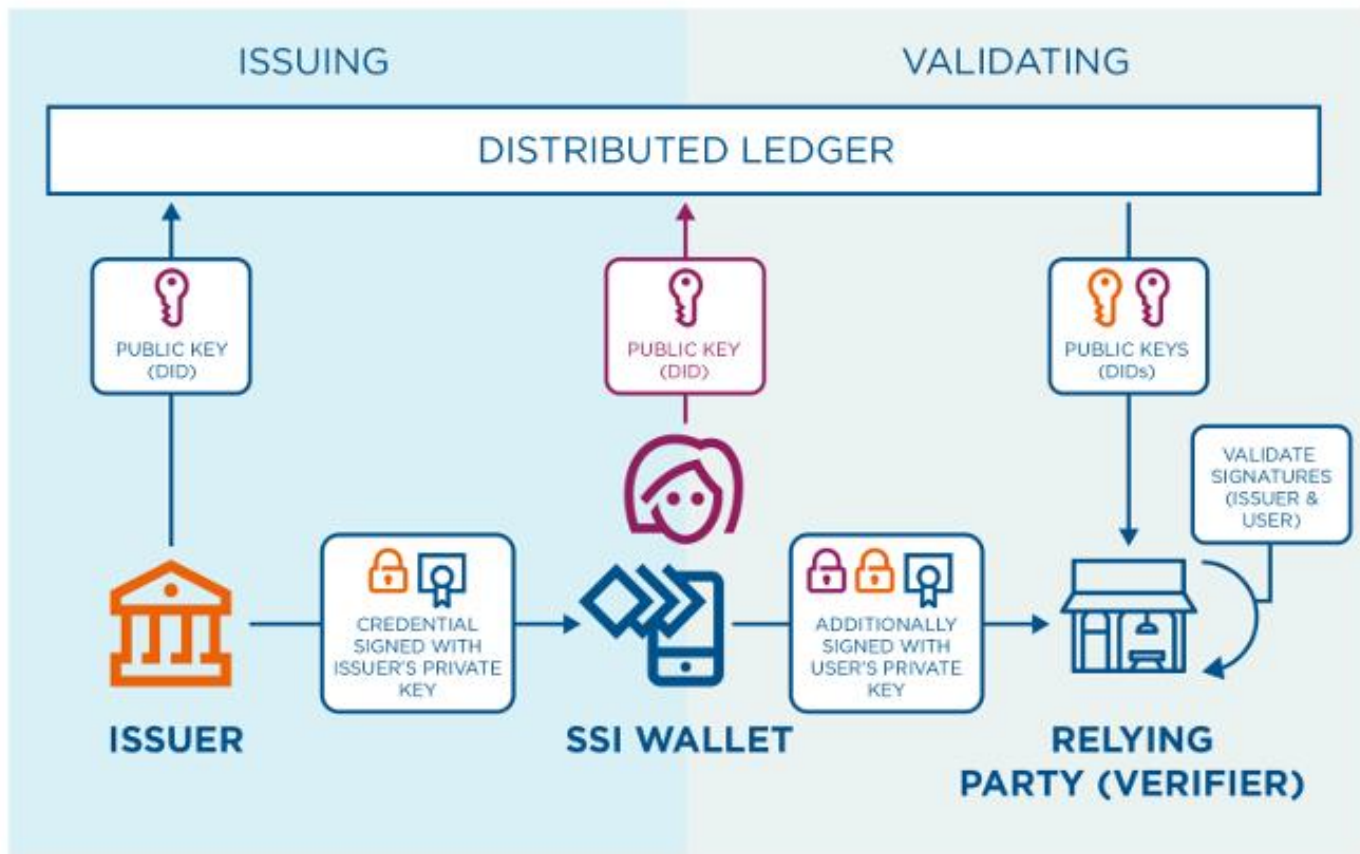 ISSUING
VALIDATING
DISTRIBUTED LEDGER
PUBLIC KEY
(DID)
PUBLIC KEY
(DID)
PUBLIC KEYS
(DIDs)
VALIDATE
SIGNATURES
(ISSUER &
USER)
CREDENTIAL
SIGNED WITH
ISSUER'S PRIVATE
KEY
ADDITIONALLY
SIGNED WITH
USER'S PRIVATE
KEY
ISSUER
SSI WALLET
RELYING
PARTY (VERIFIER)